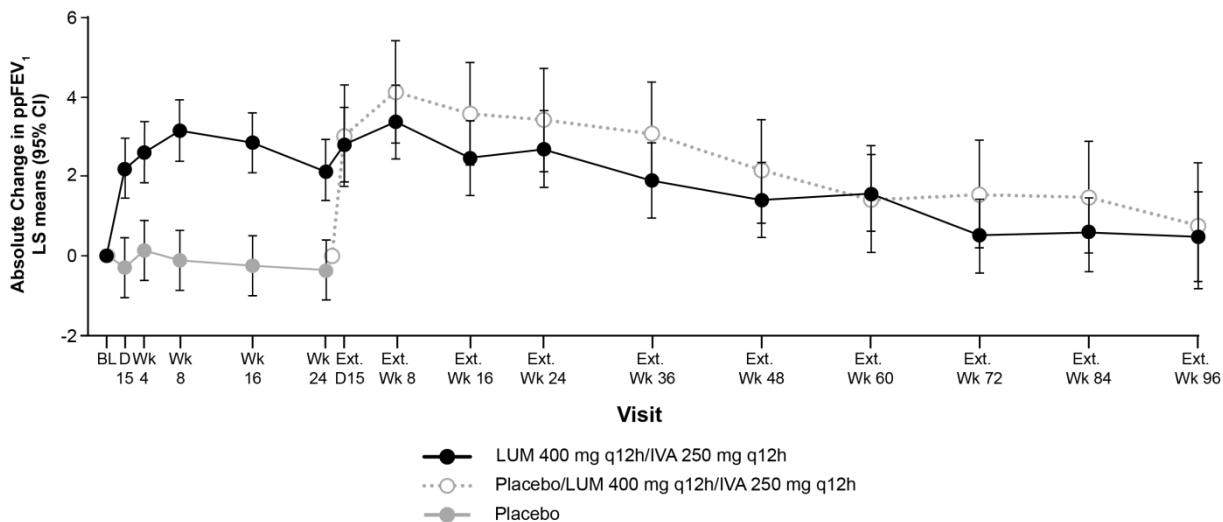 Absolute Change in ppFEV1
LS means (95% CI)
6
4
2
0
-2
BL D Wk Wk Wk Wk Ext. Ext. Ext. Ext. Ext. Ext. Ext. Ext. Ext. Ext.
15 4 8 16 24 D15 Wk 8 Wk 16 Wk 24 Wk 36 Wk 48 Wk 60 Wk 72 Wk 84 Wk 96
Visit
LUM 400 mg q12h/IVA 250 mg q12h
Placebo/LUM 400 mg q12h/IVA 250 mg q12h
Placebo